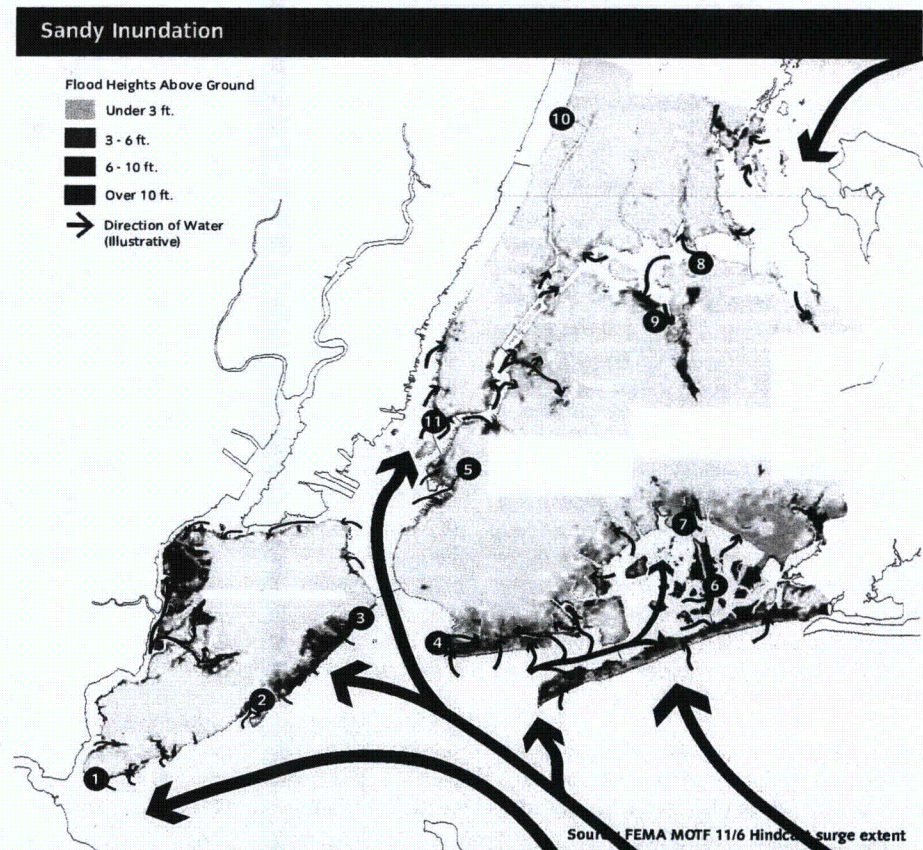 Sandy Inundation
Flood Heights Above Ground
Under 3 ft.
3 - 6 ft.
6 - 10 ft.
Over 10 ft.
Direction of Water
(Illustrative)
10
8
9
11
5
7
6
3
4
2
1
FEMA MOTF 11/6 surge extent